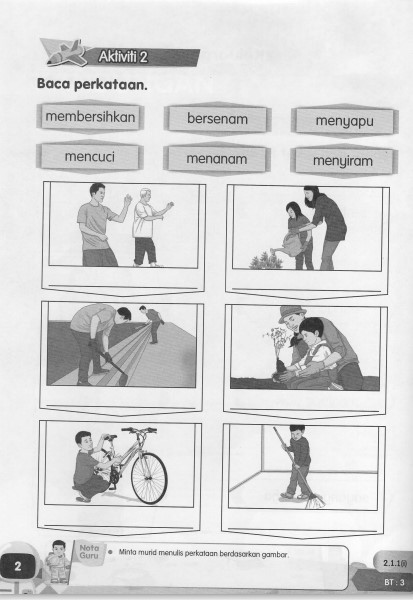 Aktiviti 2
Baca perkataan.
membersihkan bersenam menyapu
mencuci menanam menyiram
Nota Guru
• Minta murid menulis perkataan berdasarkan gambar.
2
2.1.1(i)
BT : 3